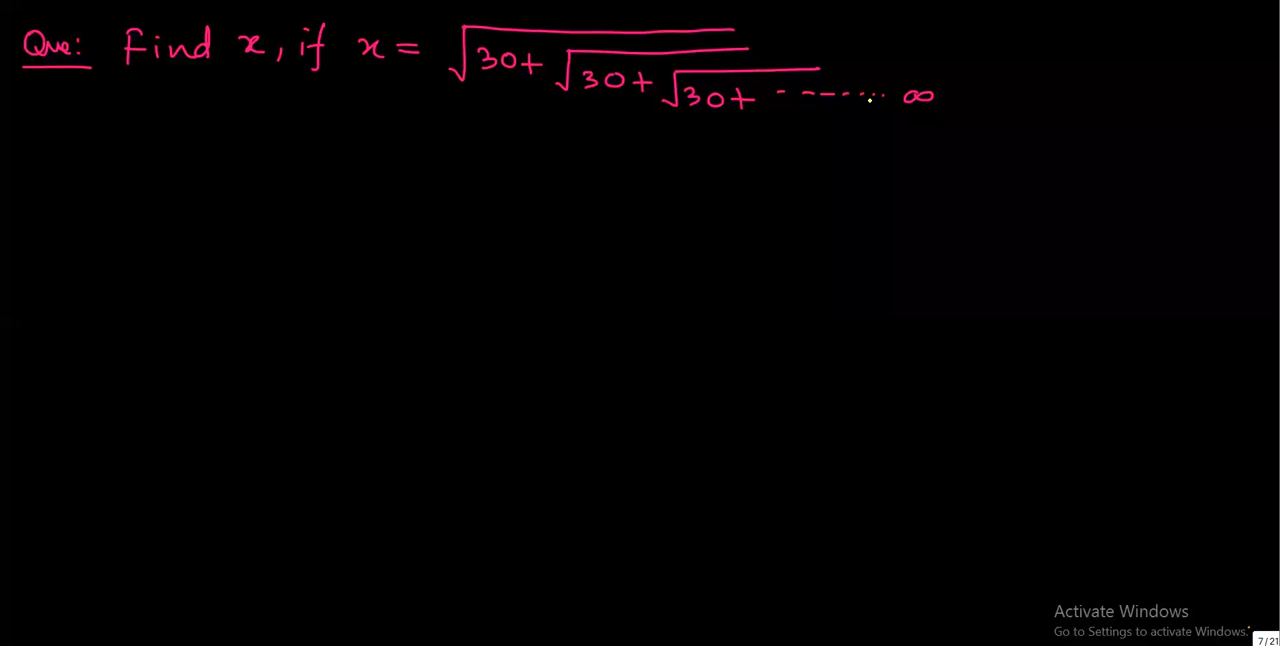 Que: Find x, if x = √30+√30+√30+ ------... ∞
Activate Windows
Go to Settings to activate Windows.
7/21